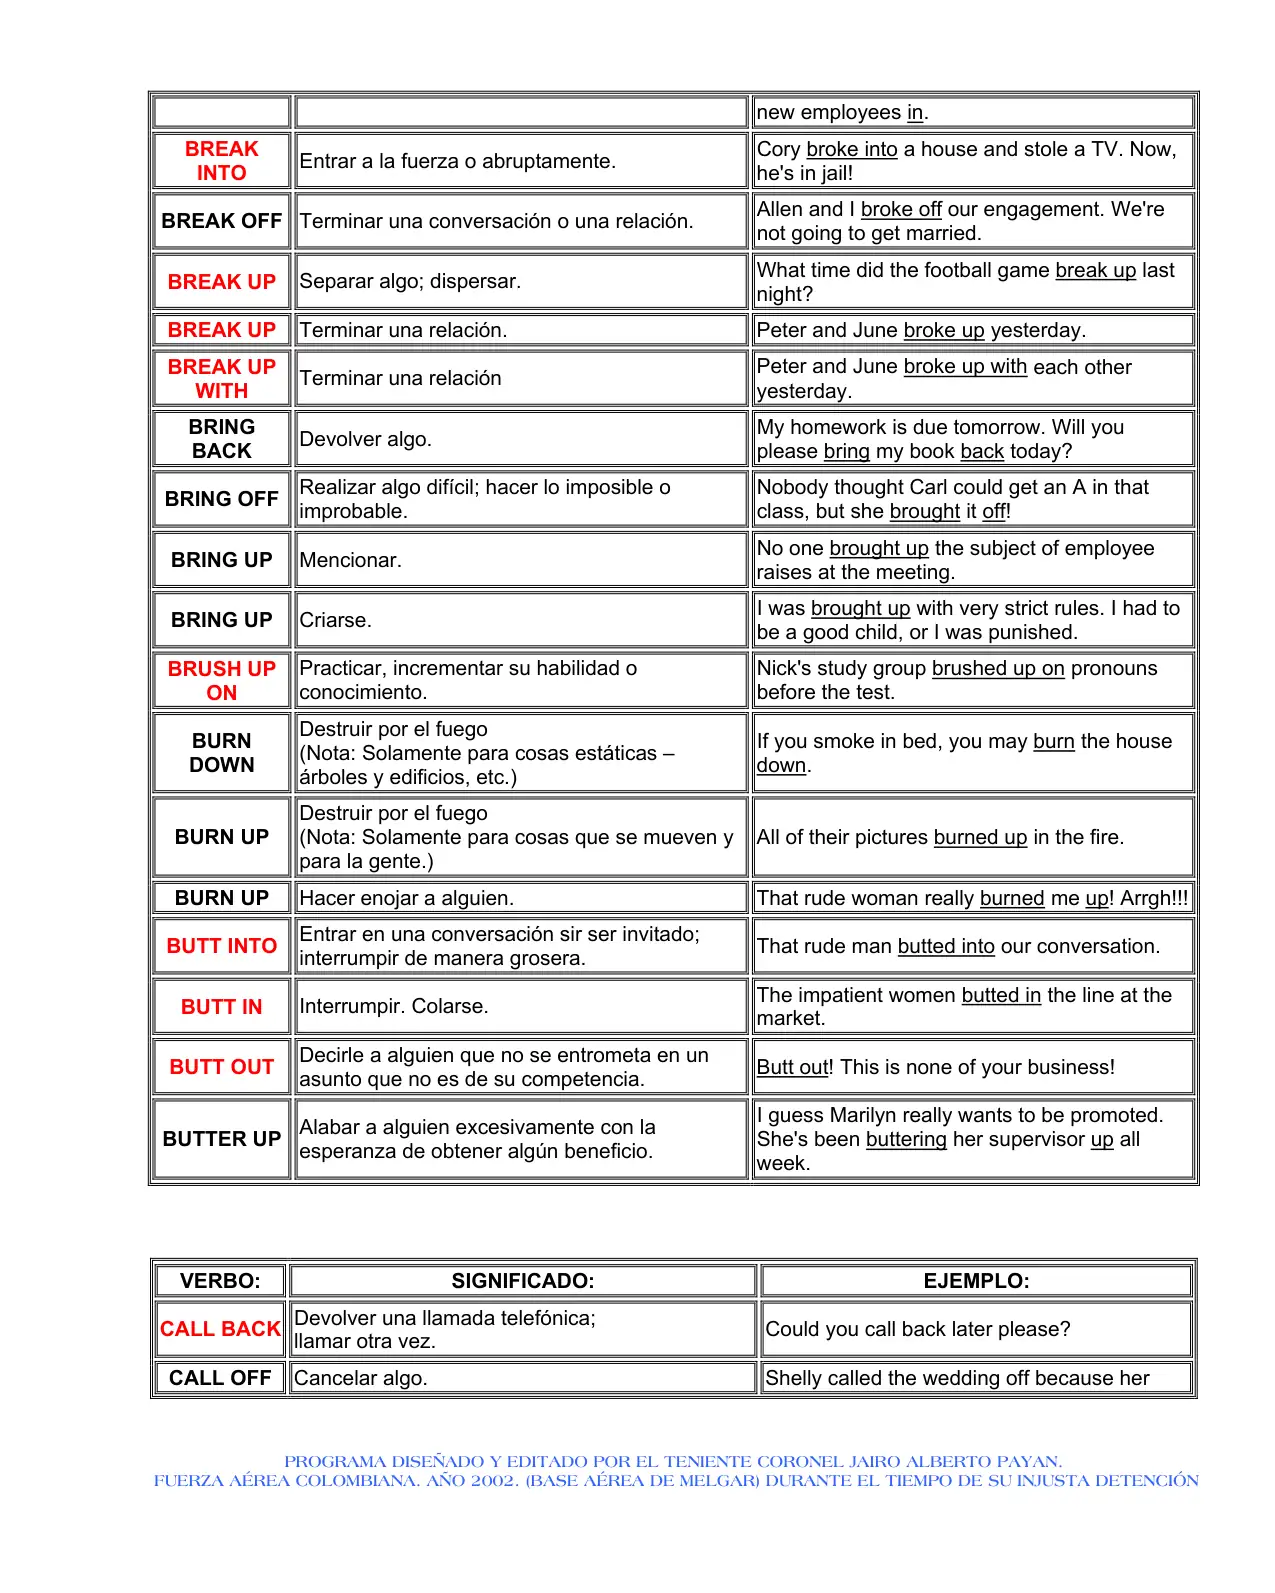 new employees in.
BREAK
INTO
Entrar a la fuerza o abruptamente.
Cory broke into a house and stole a TV. Now,
he's in jail!
BREAK OFF
Terminar una conversación o una relación.
Allen and I broke off our engagement. We're
not going to get married.
BREAK UP
Separar algo; dispersar.
What time did the football game break up last
night?
BREAK UP
Terminar una relación.
Peter and June broke up yesterday.
BREAK UP
WITH
Terminar una relación
Peter and June broke up with each other
yesterday.
BRING
BACK
Devolver algo.
My homework is due tomorrow. Will you
please bring my book back today?
BRING OFF
Realizar algo difícil; hacer lo imposible o
improbable.
Nobody thought Carl could get an A in that
class, but she brought it off!
BRING UP
Mencionar.
No one brought up the subject of employee
raises at the meeting.
BRING UP
Criarse.
I was brought up with very strict rules. I had to
be a good child, or I was punished.
BRUSH UP
ON
Practicar, incrementar su habilidad o
conocimiento.
Nick's study group brushed up on pronouns
before the test.
BURN
DOWN
Destruir por el fuego
(Nota: Solamente para cosas estáticas –
árboles y edificios, etc.)
If you smoke in bed, you may burn the house
down.
BURN UP
Destruir por el fuego
(Nota: Solamente para cosas que se mueven y
para la gente.)
All of their pictures burned up in the fire.
BURN UP
Hacer enojar a alguien.
That rude woman really burned me up! Arrgh!!!
BUTT INTO
Entrar en una conversación sir ser invitado;
interrumpir de manera grosera.
That rude man butted into our conversation.
BUTT IN
Interrumpir. Colarse.
The impatient women butted in the line at the
market.
BUTT OUT
Decirle a alguien que no se entrometa en un
asunto que no es de su competencia.
Butt out! This is none of your business!
BUTTER UP
Alabar a alguien excesivamente con la
esperanza de obtener algún beneficio.
I guess Marilyn really wants to be promoted.
She's been buttering her supervisor up all
week.
VERBO:
SIGNIFICADO:
EJEMPLO:
CALL BACK
Devolver una llamada telefónica;
llamar otra vez.
Could you call back later please?
CALL OFF
Cancelar algo.
Shelly called the wedding off because her
PROGRAMA DISEÑADO Y EDITADO POR EL TENIENTE CORONEL JAIRO ALBERTO PAYAN.
FUERZA AÉREA COLOMBIANA. AÑO 2002. (BASE AÉREA DE MELGAR) DURANTE EL TIEMPO DE SU INJUSTA DETENCIÓN